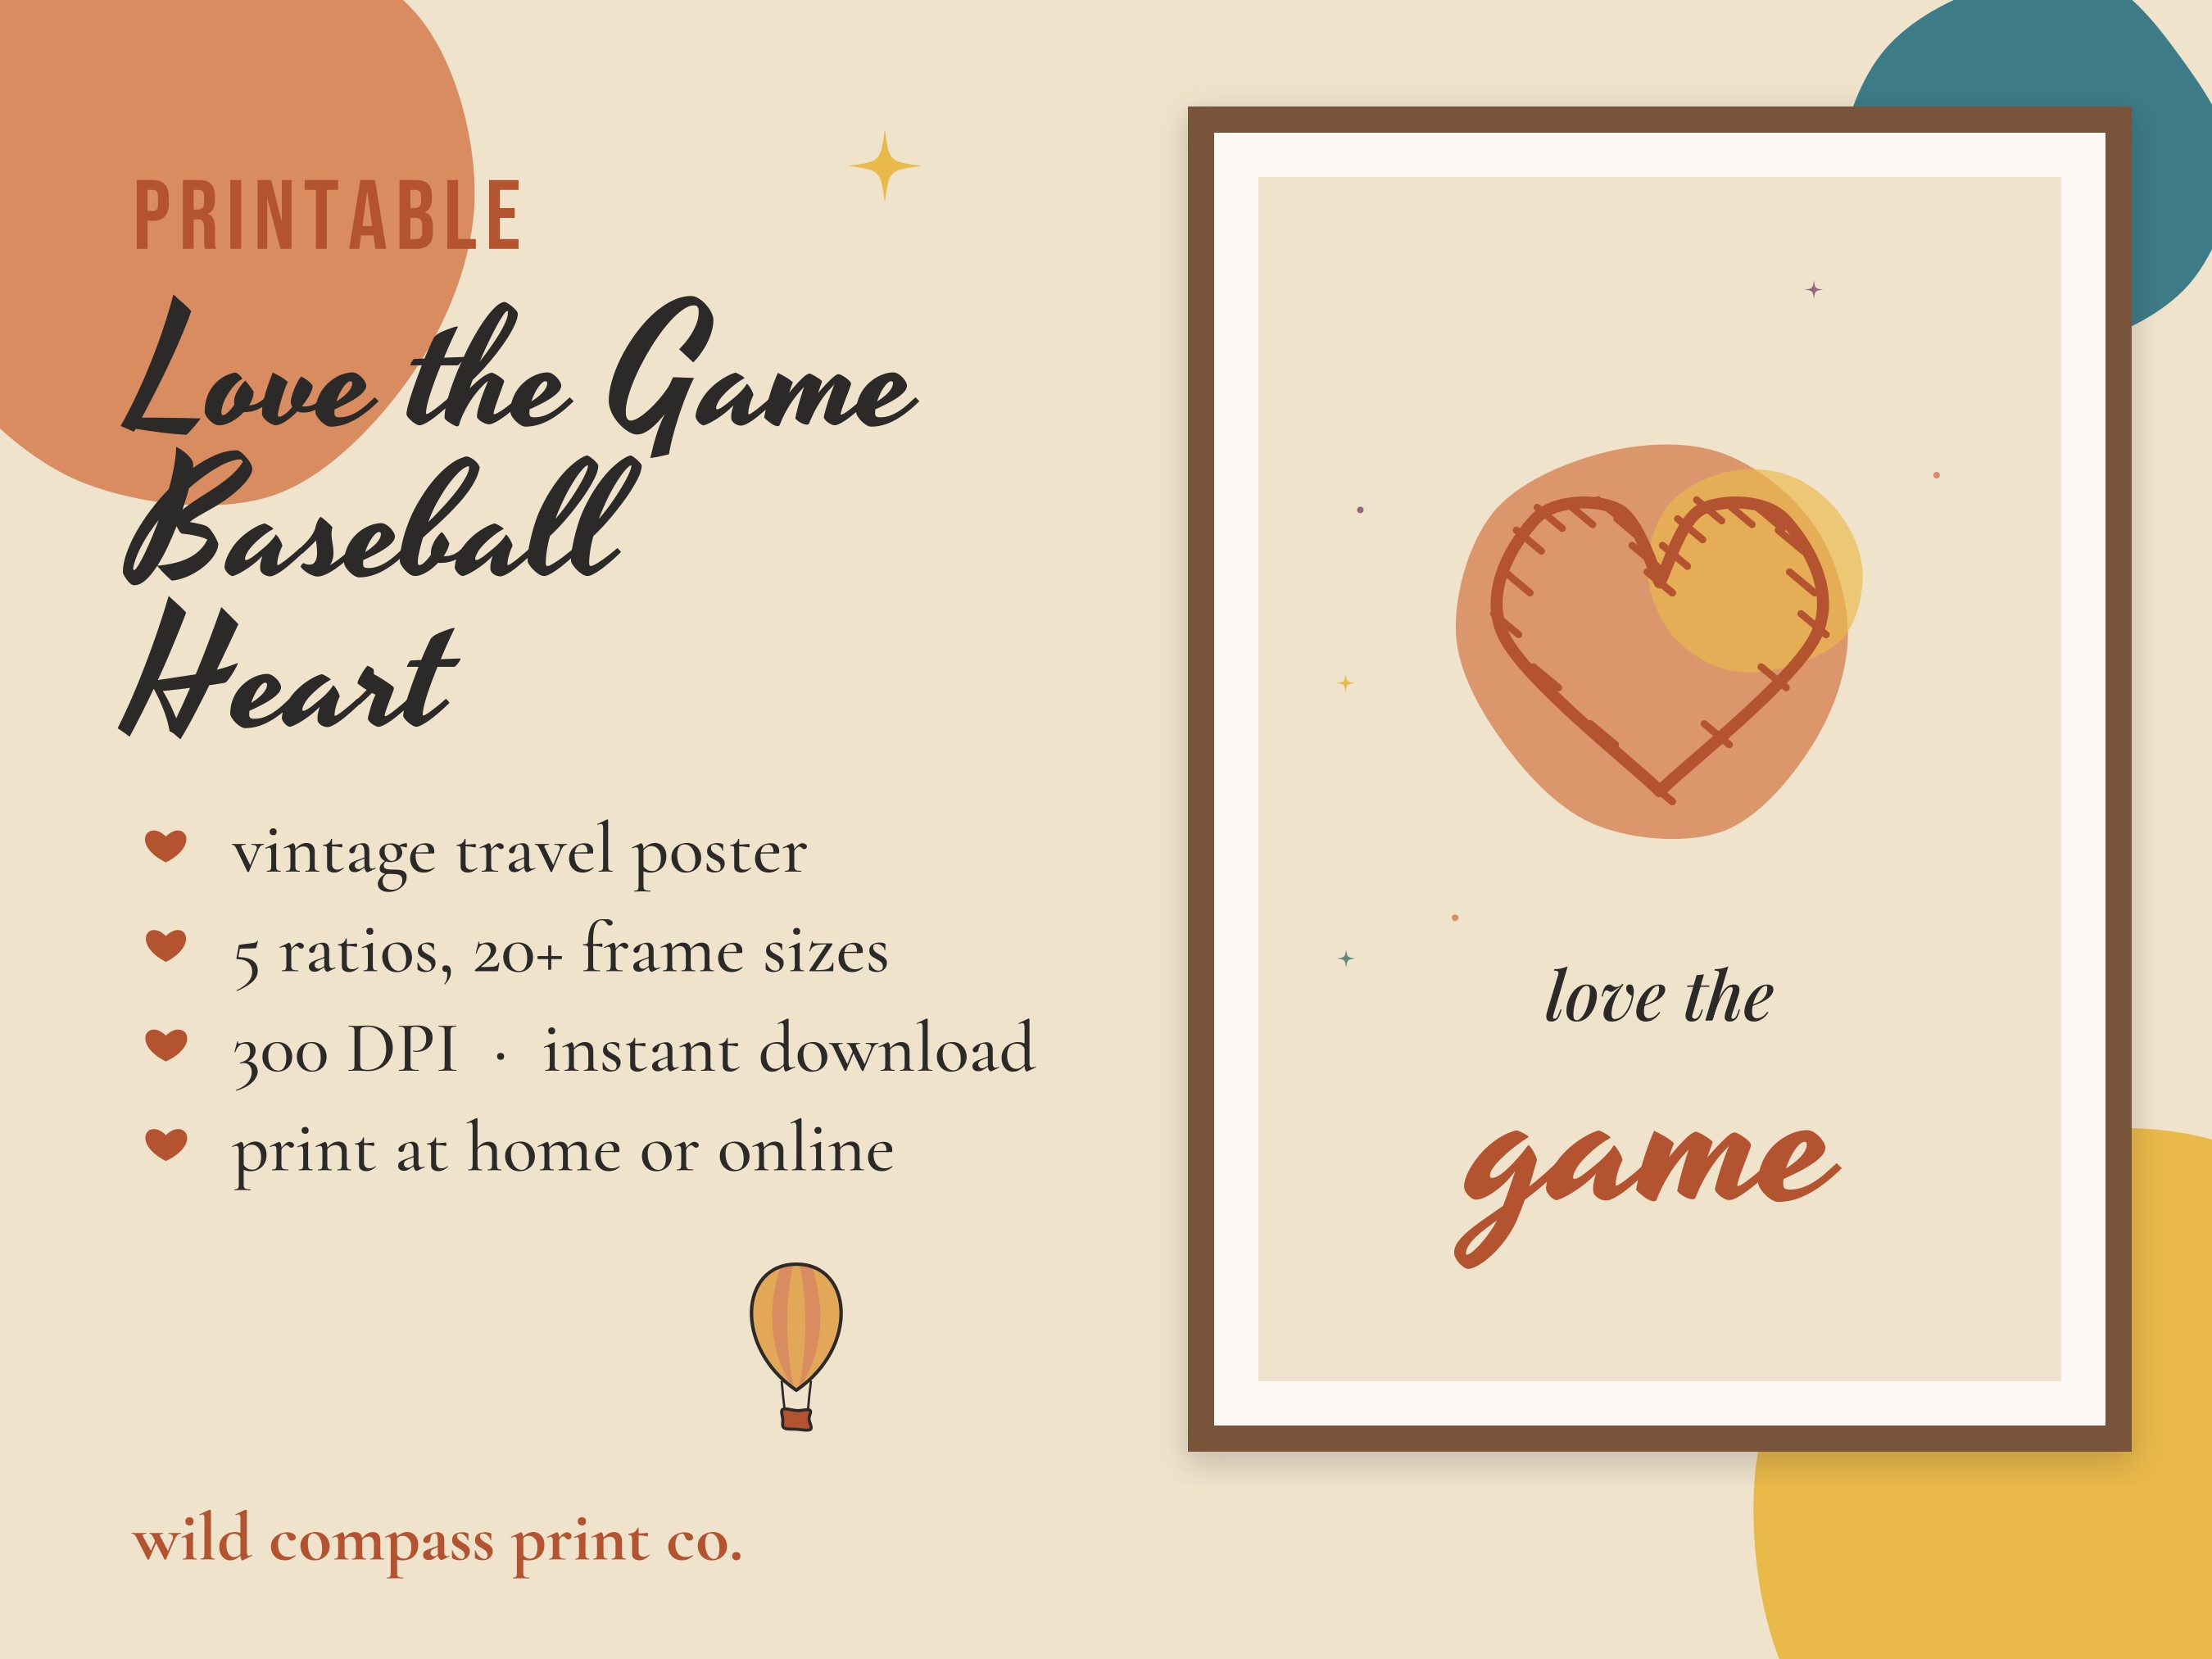 PRINTABLE
Love the Game
Baseball
Heart
vintage travel poster
5 ratios, 20+ frame sizes
300 DPI · instant download
print at home or online
wild compass print co.
love the
game